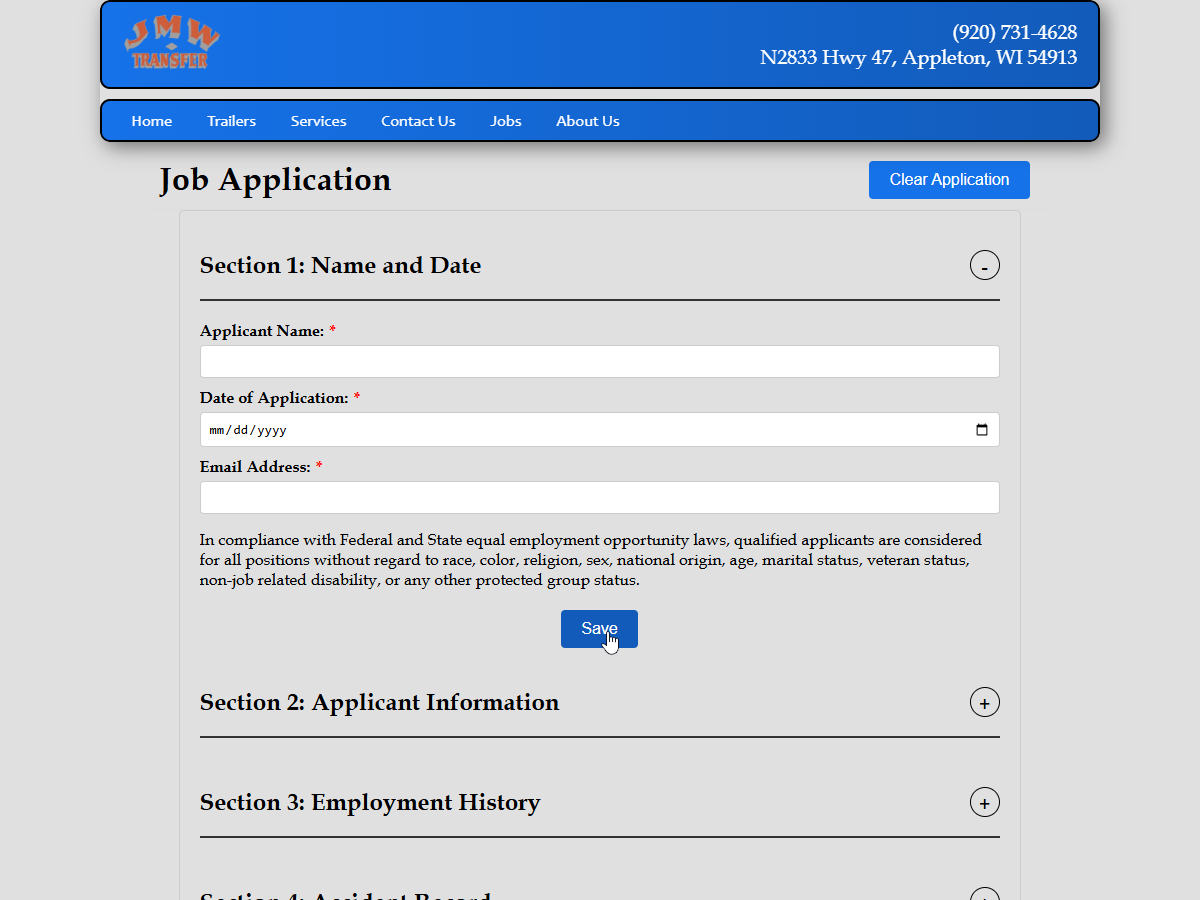 JMW
TRANSFER
(920) 731-4628
N2833 Hwy 47, Appleton, WI 54913
Home Trailers Services Contact Us Jobs About Us
Job Application
Clear Application
Section 1: Name and Date
-
Applicant Name: *
Date of Application: *
mm/dd/yyyy
Email Address: *
In compliance with Federal and State equal employment opportunity laws, qualified applicants are considered
for all positions without regard to race, color, religion, sex, national origin, age, marital status, veteran status,
non-job related disability, or any other protected group status.
Save
Section 2: Applicant Information
+
Section 3: Employment History
+
Section 4: Accident Record
+